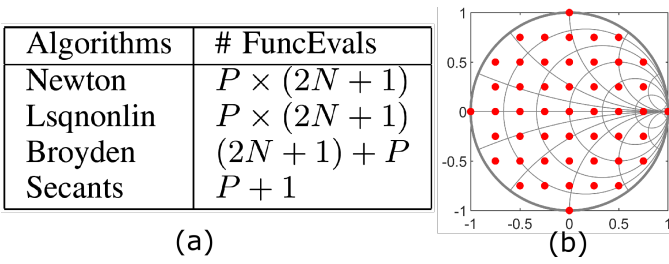 Algorithms # FuncEvals
Newton P × (2N + 1)
Lsqnonlin P × (2N + 1)
Broyden (2N + 1) + P
Secants P + 1
(a)
1
0.5
0
-0.5
-1
-1 -0.5 0 0.5 1
(b)